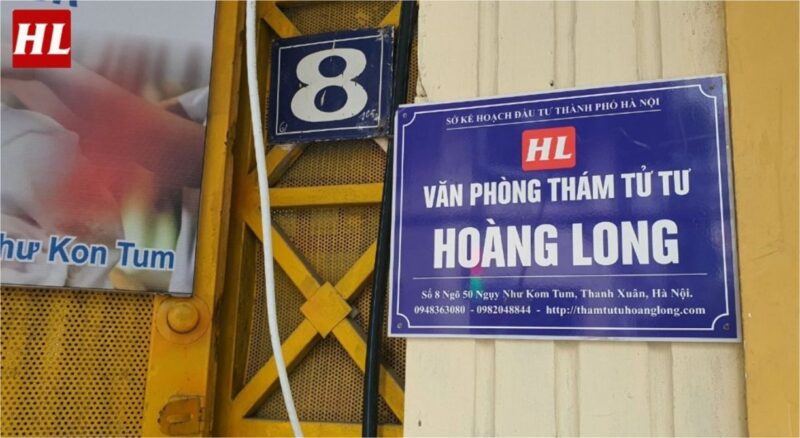 HL
hư Kon Tum
8
SỞ KẾ HOẠCH ĐẦU TƯ THÀNH PHỐ HÀ NỘI
HL
VĂN PHÒNG THÁM TỬ TƯ
HOÀNG LONG
Số 8 Ngõ 50 Ngụy Như Kom Tum, Thanh Xuân, Hà Nội.
0948363080 - 0982048844 - http://thamtutuhoanglong.com